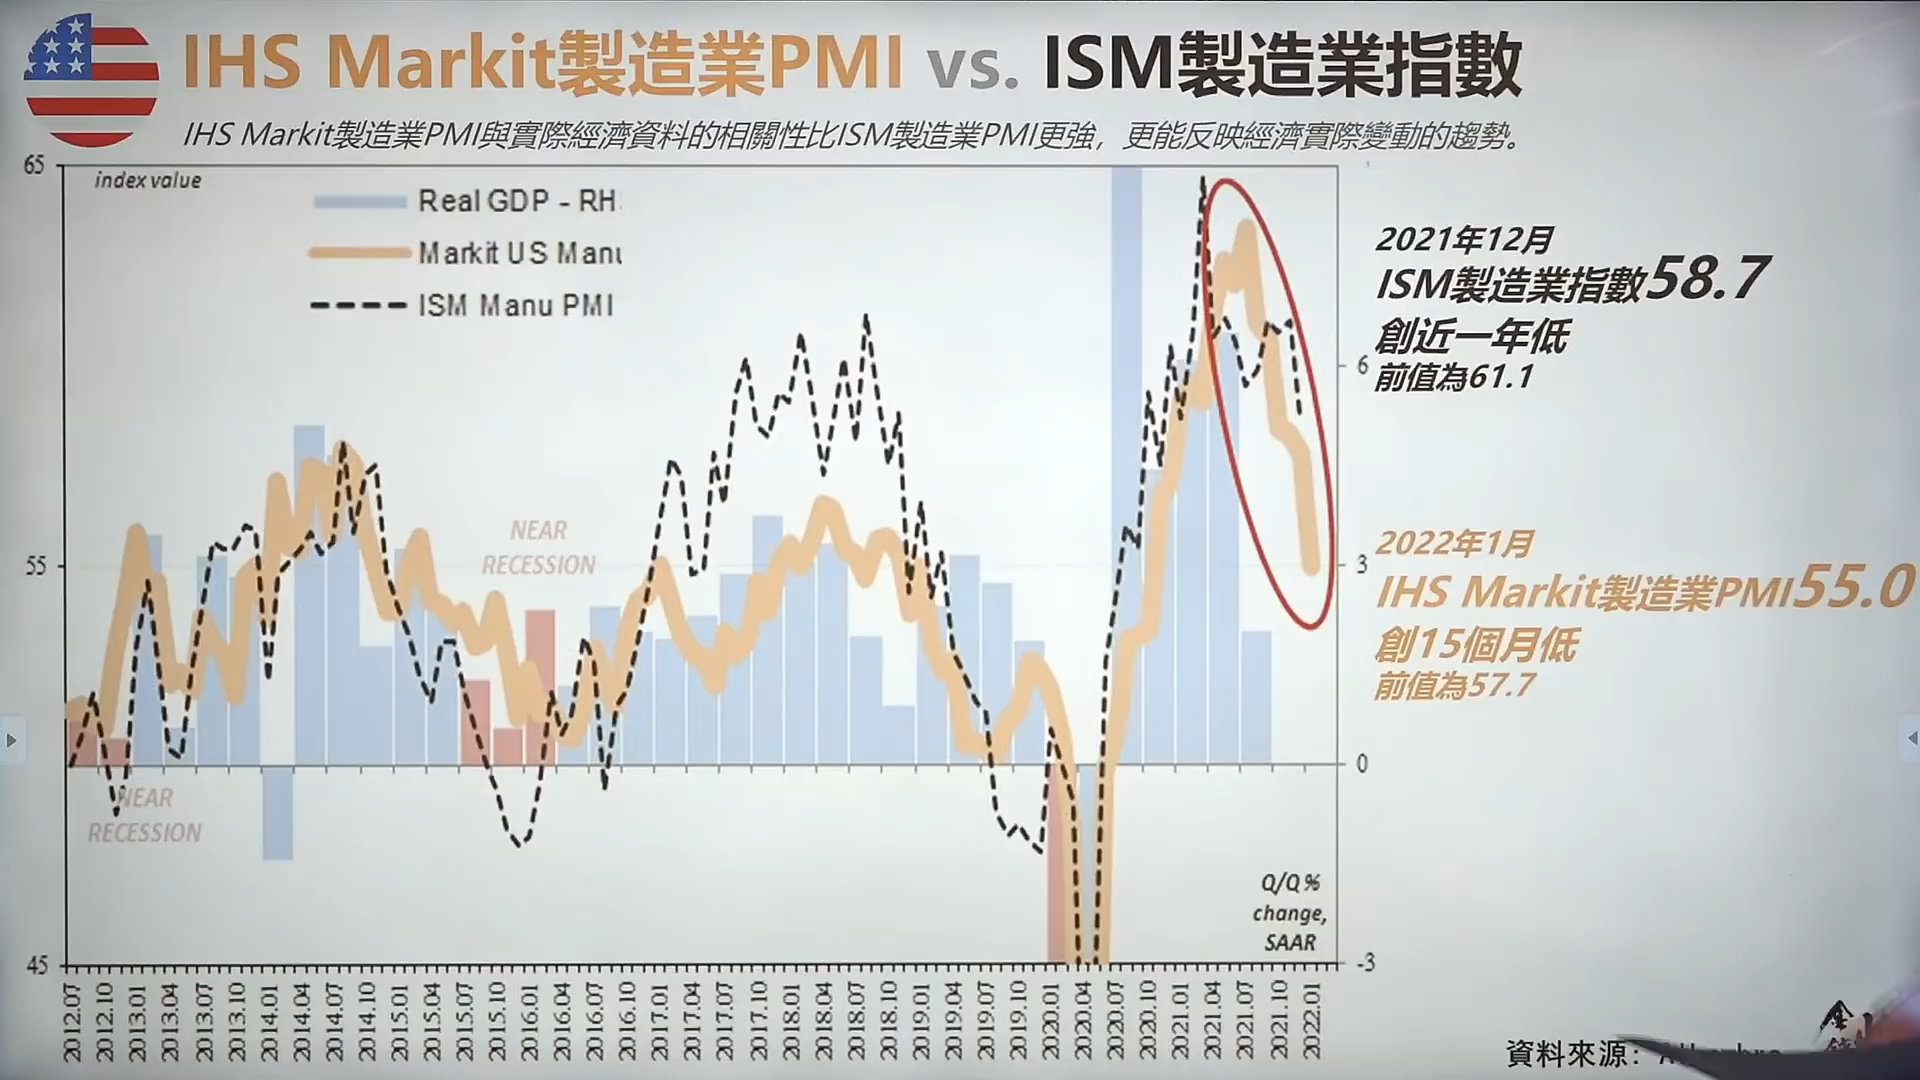 IHS Markit製造業PMI vs. ISM製造業指數
IHS Markit製造業PMI與實際經濟資料的相關性比ISM製造業PMI更強，更能反映經濟實際變動的趨勢。
65
index value
Real GDP - RH
Markit US Manu
ISM Manu PMI
2021年12月
ISM製造業指數58.7
創近一年低
前值為61.1
6
NEAR
RECESSION
2022年1月
55
3
IHS Markit製造業PMI55.0
創15個月低
前值為57.7
0
NEAR
RECESSION
Q/Q%
change,
SAAR
45
-3
2012.07 2012.10 2013.01 2013.04 2013.07 2013.10 2014.01 2014.04 2014.07 2014.10 2015.01 2015.04 2015.07 2015.10 2016.01 2016.04 2016.07 2016.10 2017.01 2017.04 2017.07 2017.10 2018.01 2018.04 2018.07 2018.10 2019.01 2019.04 2019.07 2019.10 2020.01 2020.04 2020.07 2020.10 2021.01 2021.04 2021.07 2021.10 2022.01
資料來源：